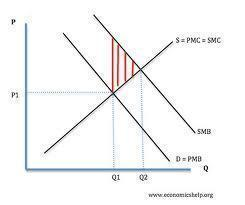 P
S = PMC = SMC
P1
SMB
D = PMB
Q1
Q2
Q
www.economicshelp.org